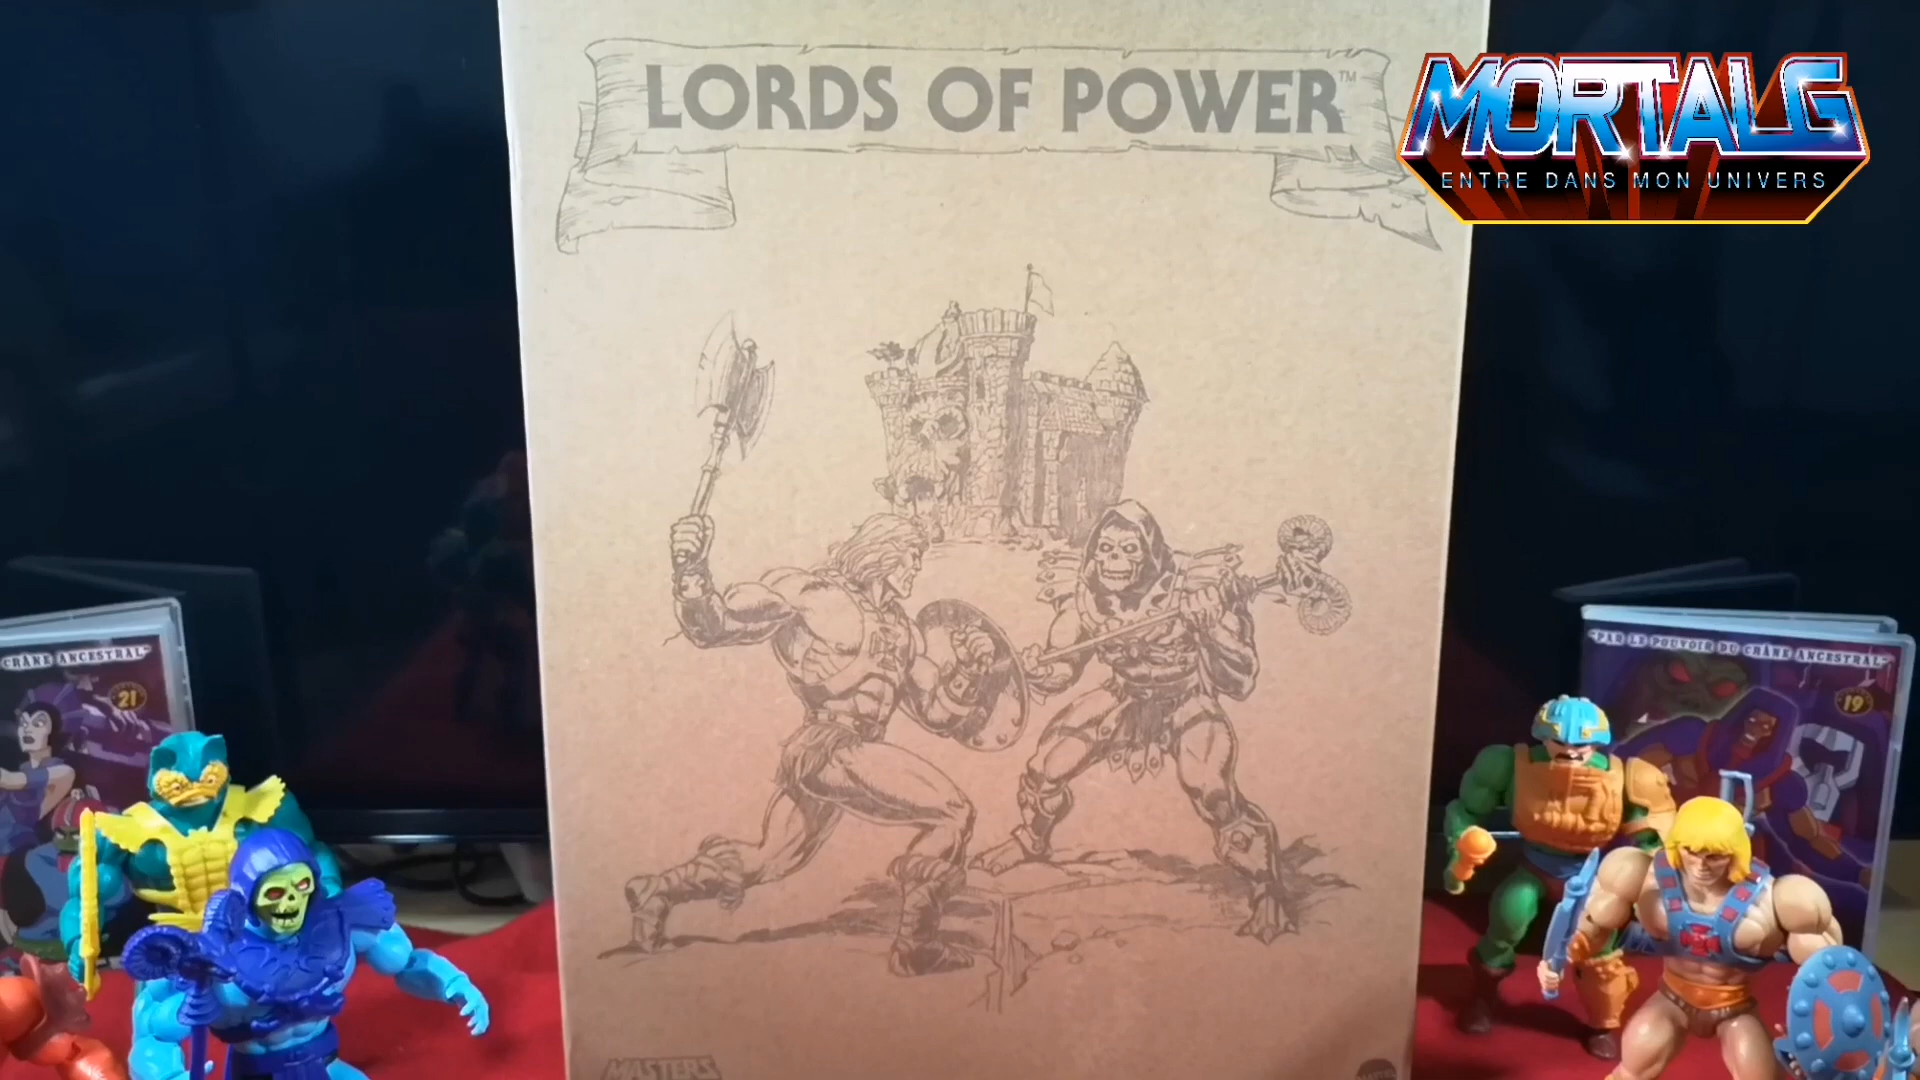 LORDS OF POWER™
MORTALG
ENTRE DANS MON UNIVERS
CRÂNE ANCESTRAL"
21
"PAR LE POUVOIR DU CRÂNE ANCESTRAL"
19
MASTERS
MATTEL